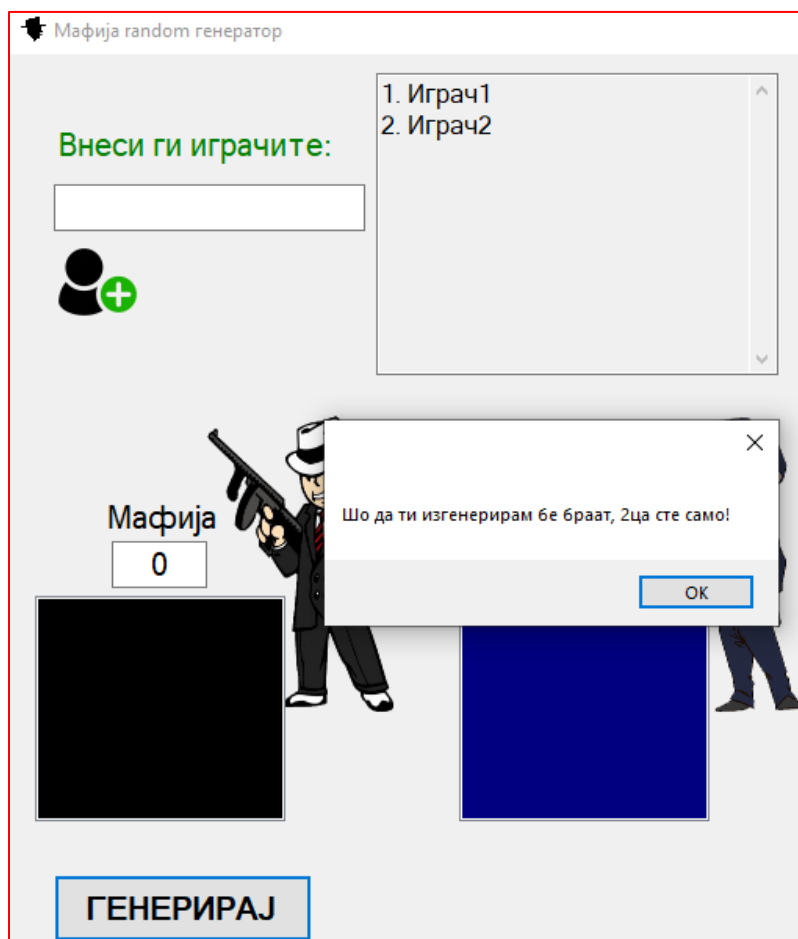 Мафија random генератор
1. Играч1
2. Играч2
Внеси ги играчите:
Мафија
0
Шо да ти изгенерирам бе браат, 2ца сте само!
ОК
ГЕНЕРИРАЈ